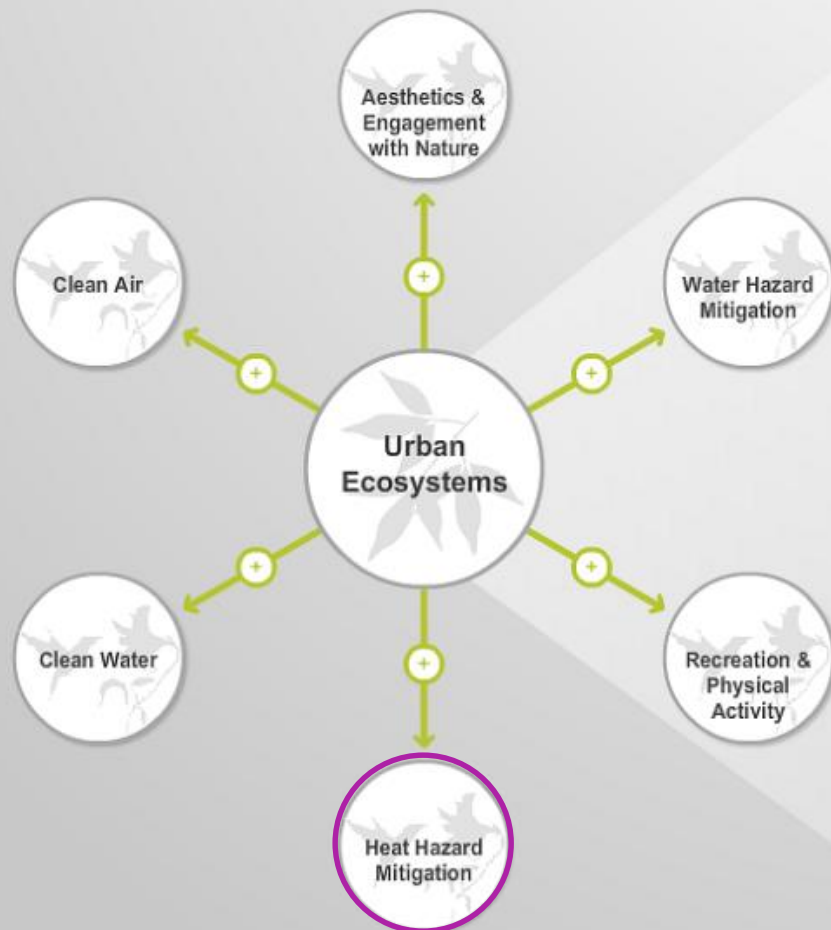 Aesthetics &
Engagement
with Nature
Clean Air
Water Hazard
Mitigation
+
+
+
Urban
Ecosystems
+
+
+
Clean Water
Recreation &
Physical
Activity
Heat Hazard
Mitigation